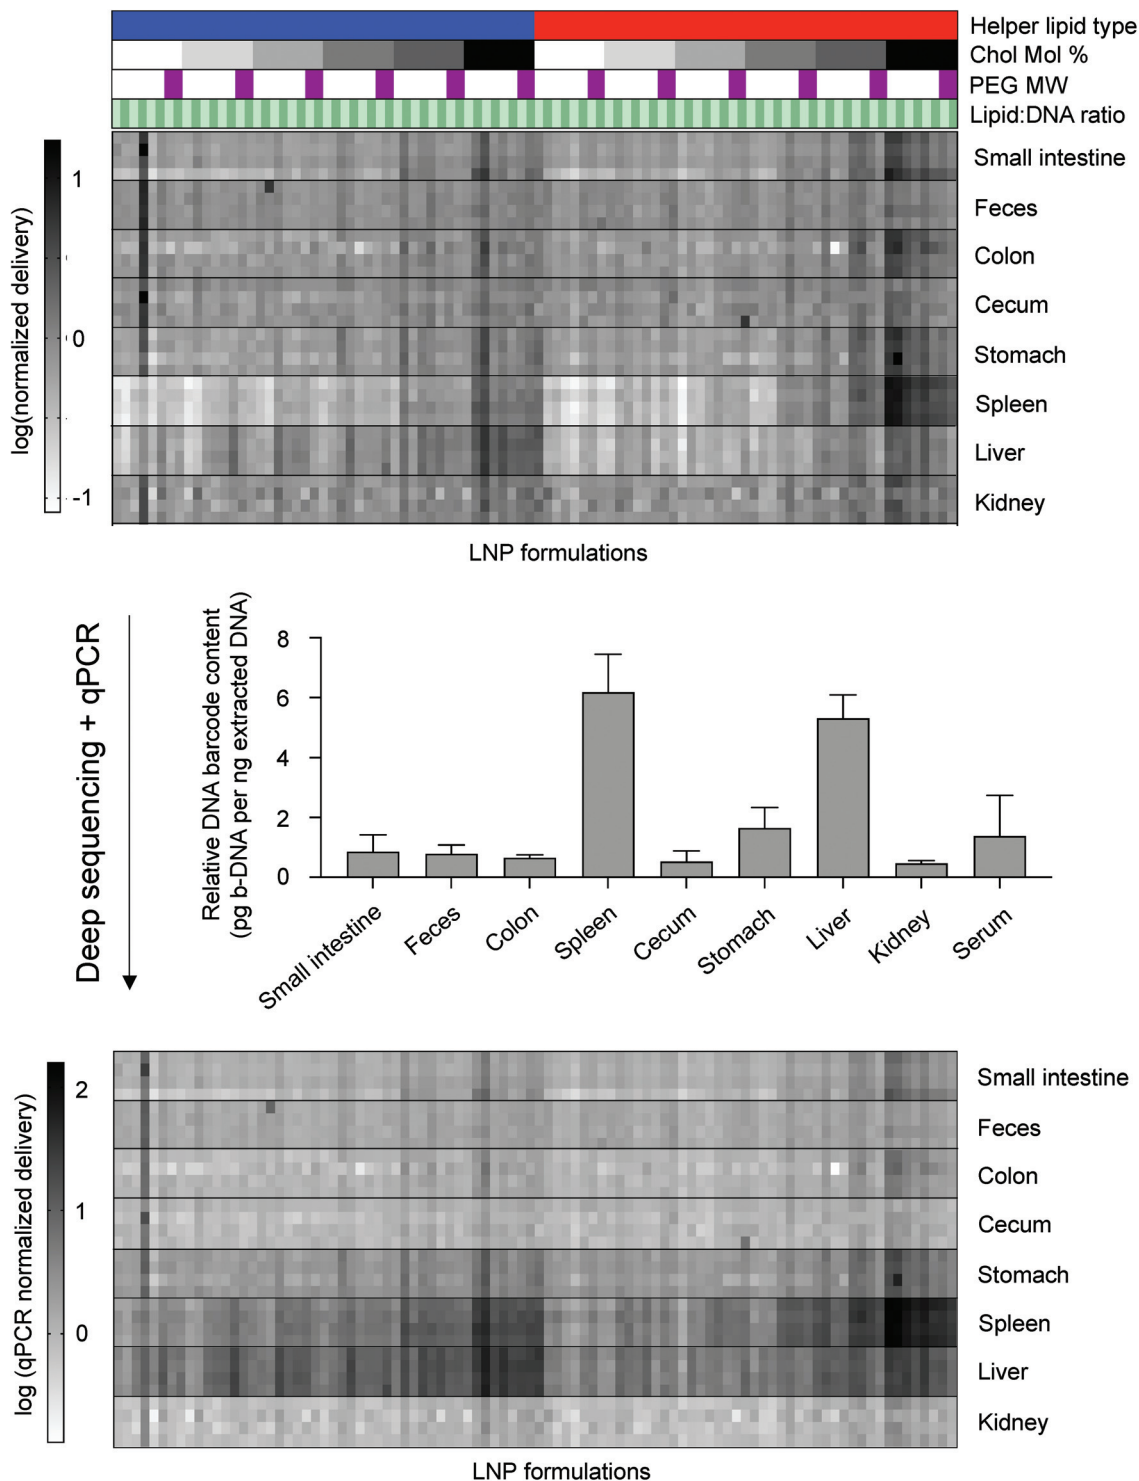 Helper lipid type
Chol Mol %
PEG MW
Lipid:DNA ratio
log(normalized delivery)
1
0
-1
Small intestine
Feces
Colon
Cecum
Stomach
Spleen
Liver
Kidney
LNP formulations
Deep sequencing + qPCR
Relative DNA barcode content
(pg b-DNA per ng extracted DNA)
8
6
4
2
0
Small intestine
Feces
Colon
Spleen
Cecum
Stomach
Liver
Kidney
Serum
log (qPCR normalized delivery)
2
1
0
Small intestine
Feces
Colon
Cecum
Stomach
Spleen
Liver
Kidney
LNP formulations